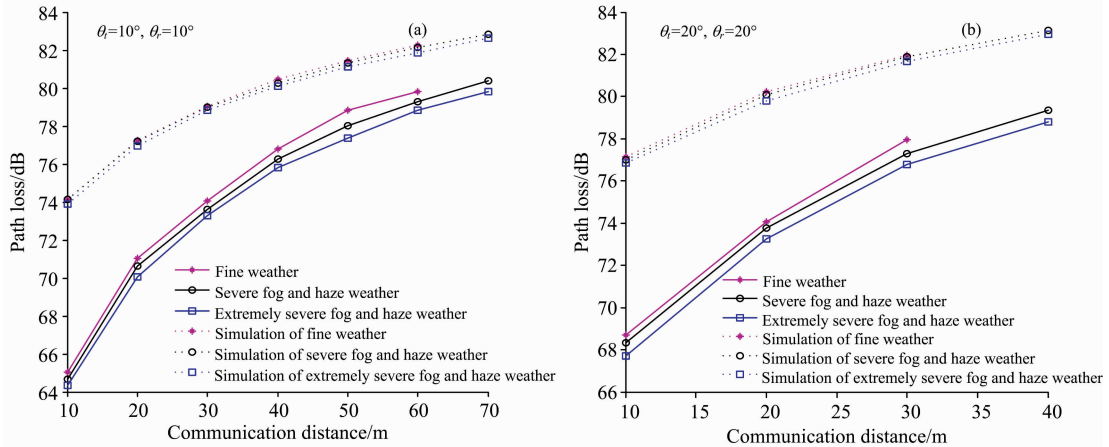 θt=10°, θr=10°
(a)
Path loss/dB
84
82
80
78
76
74
72
70
68
66
64
10
20
30
40
50
60
70
Communication distance/m
Fine weather
Severe fog and haze weather
Extremely severe fog and haze weather
Simulation of fine weather
Simulation of severe fog and haze weather
Simulation of extremely severe fog and haze weather
θt=20°, θr=20°
(b)
Path loss/dB
84
82
80
78
76
74
72
70
68
66
10
15
20
25
30
35
40
Communication distance/m
Fine weather
Severe fog and haze weather
Extremely severe fog and haze weather
Simulation of fine weather
Simulation of severe fog and haze weather
Simulation of extremely severe fog and haze weather